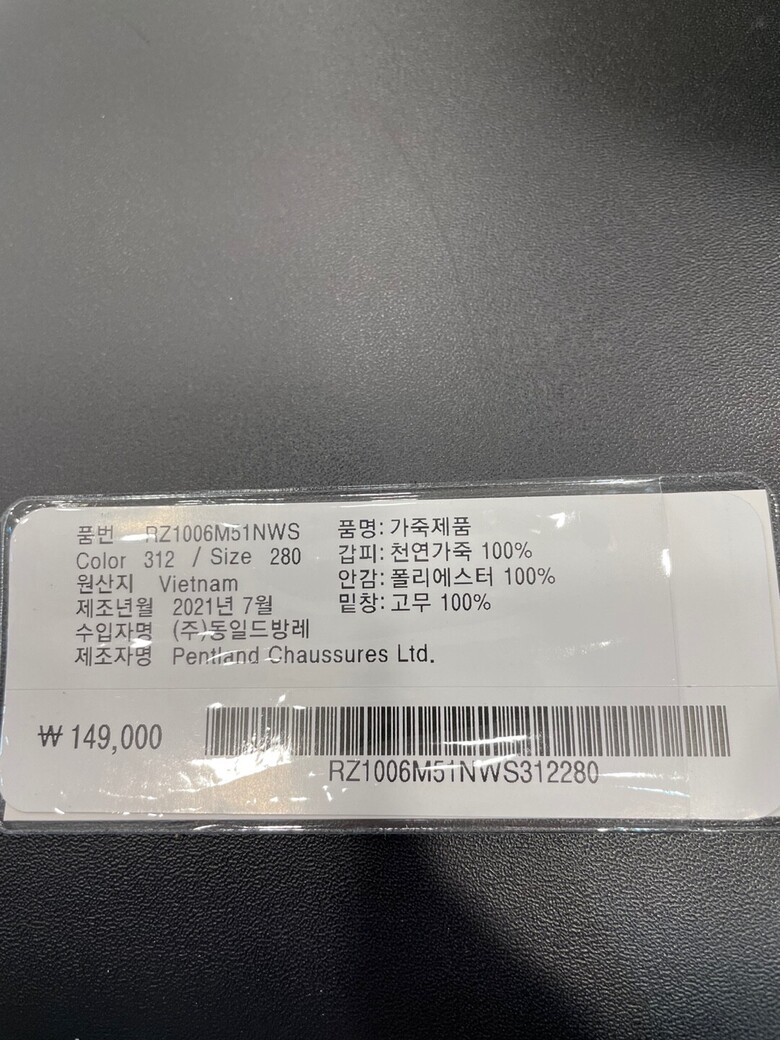 품번 RZ1006M51NWS
Color 312 / Size 280
원산지 Vietnam
제조년월 2021년 7월
수입자명 (주)동일드방레
제조자명 Pentland Chaussures Ltd.
품명: 가죽제품
갑피: 천연가죽 100%
안감: 폴리에스터 100%
밑창: 고무 100%
₩ 149,000
RZ1006M51NWS312280